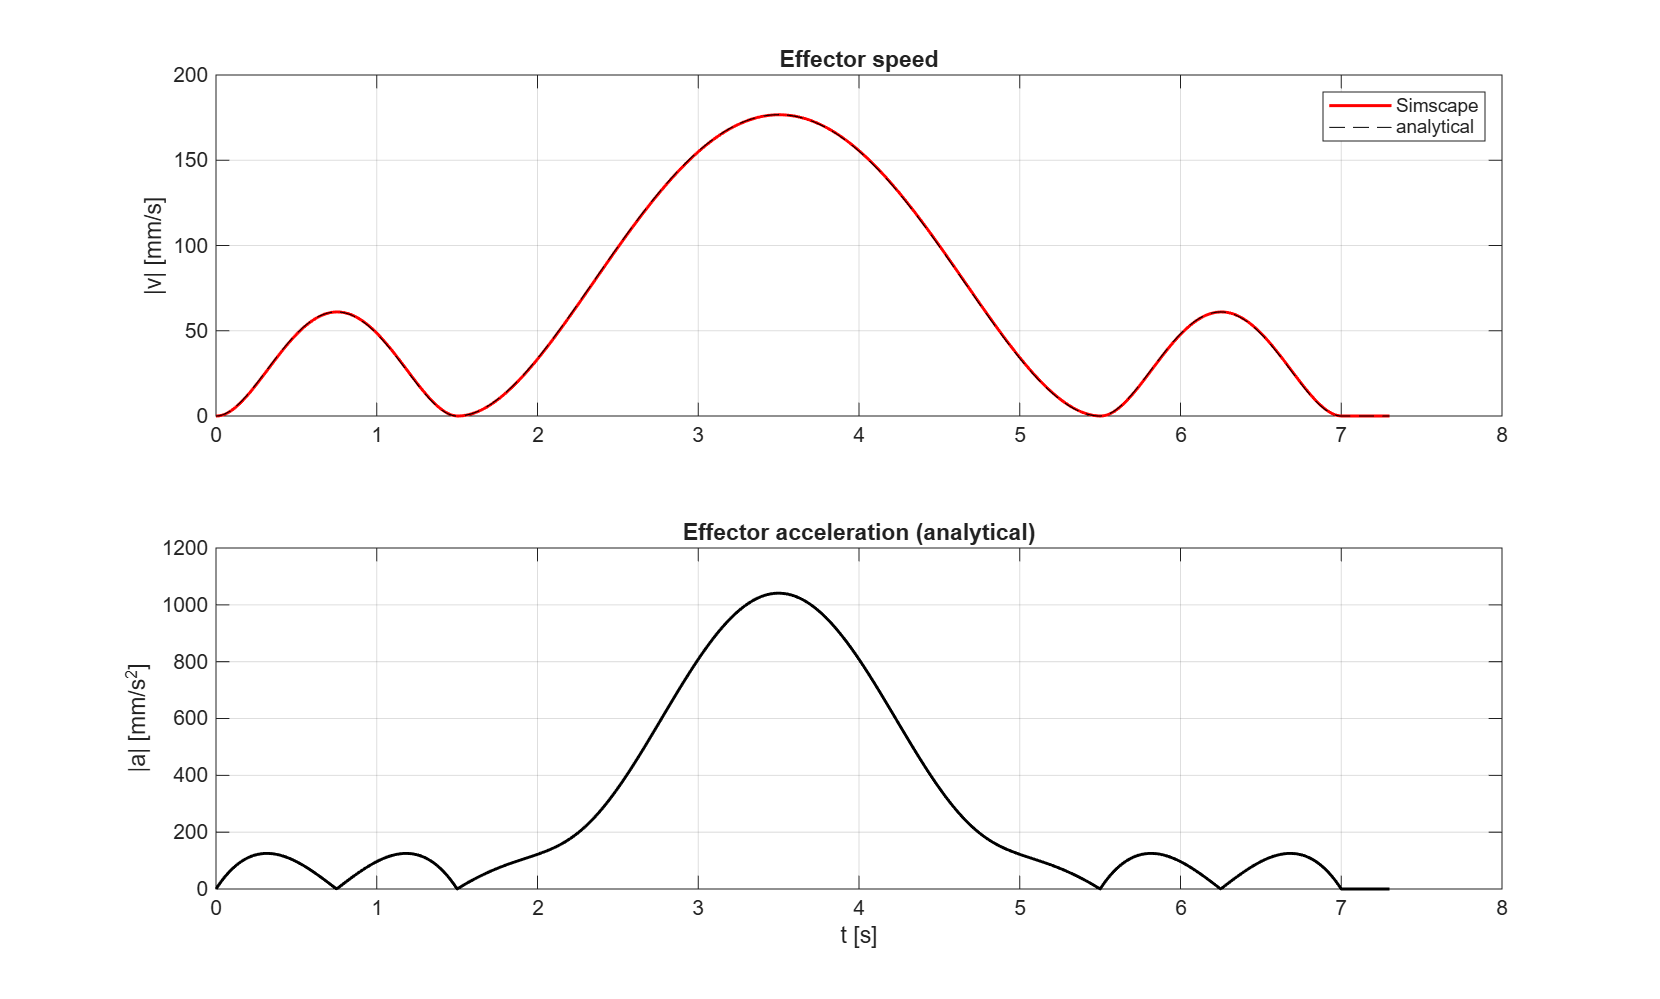 Effector speed
200
150
100
50
0
|v| [mm/s]
Simscape
analytical
0 1 2 3 4 5 6 7 8
Effector acceleration (analytical)
1200
1000
800
600
400
200
0
|a| [mm/s²]
0 1 2 3 4 5 6 7 8
t [s]